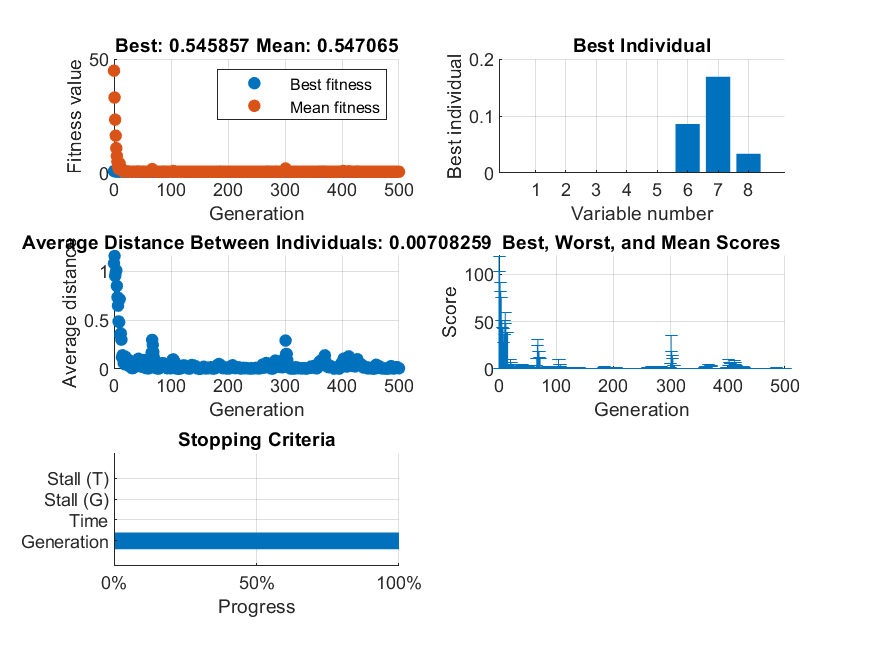 Best: 0.545857 Mean: 0.547065
Fitness value
50
0
Best fitness
Mean fitness
0 100 200 300 400 500
Generation
Best Individual
Best individual
0.2
0.1
0
1 2 3 4 5 6 7 8
Variable number
Average Distance Between Individuals: 0.00708259
Average distance
1
0.5
0
0 100 200 300 400 500
Generation
Best, Worst, and Mean Scores
Score
100
50
0
0 100 200 300 400 500
Generation
Stopping Criteria
Stall (T)
Stall (G)
Time
Generation
0% 50% 100%
Progress